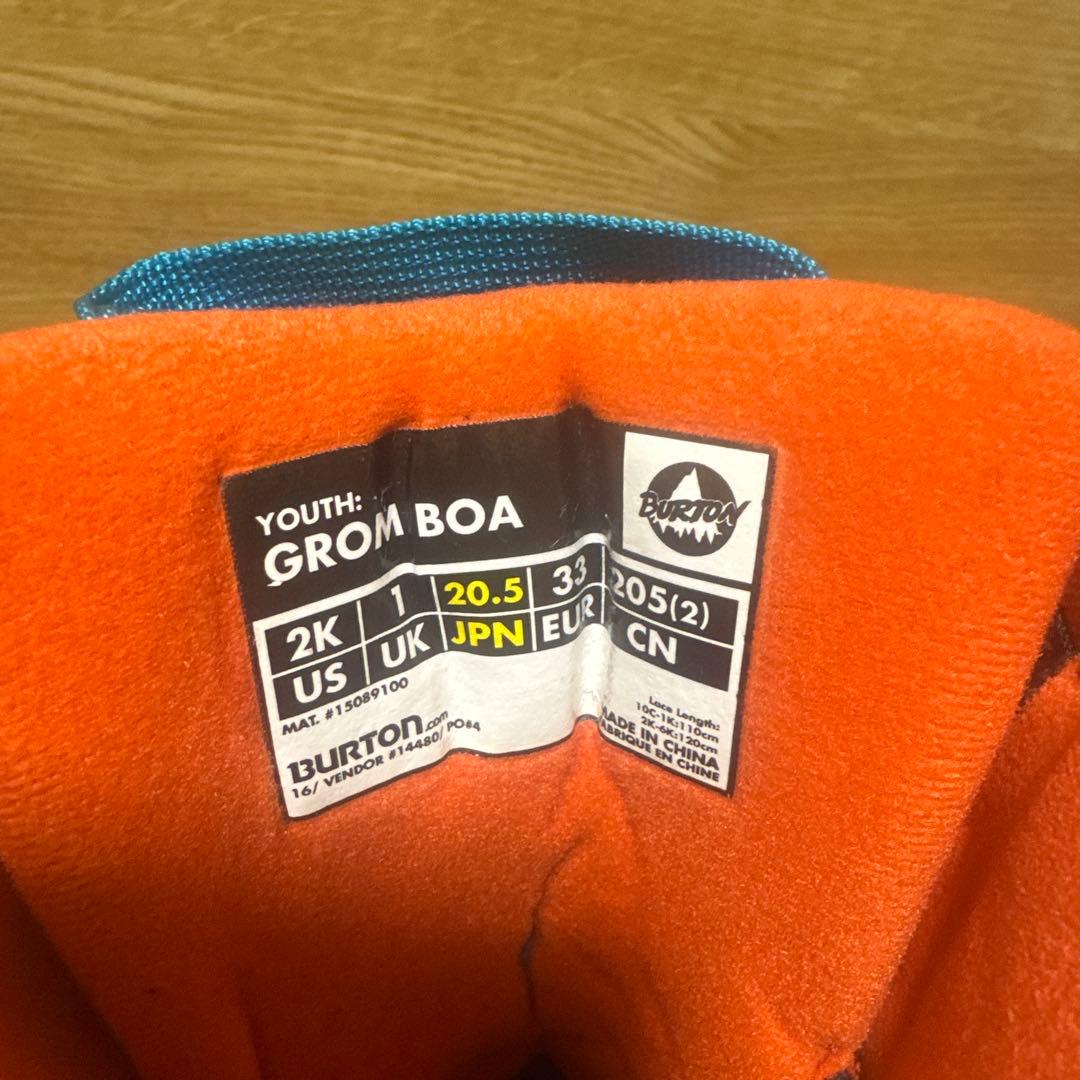 YOUTH:
GROM BOA
BURTON
2K 1 20.5 33 205(2)
US UK JPN EUR CN
MAT. #15089100
BURTON.com
16/ VENDOR #14480/ PO#4
Lace Length:
10C-1K:110cm
2K-6K:120cm
MADE IN CHINA
FABRIQUE EN CHINE